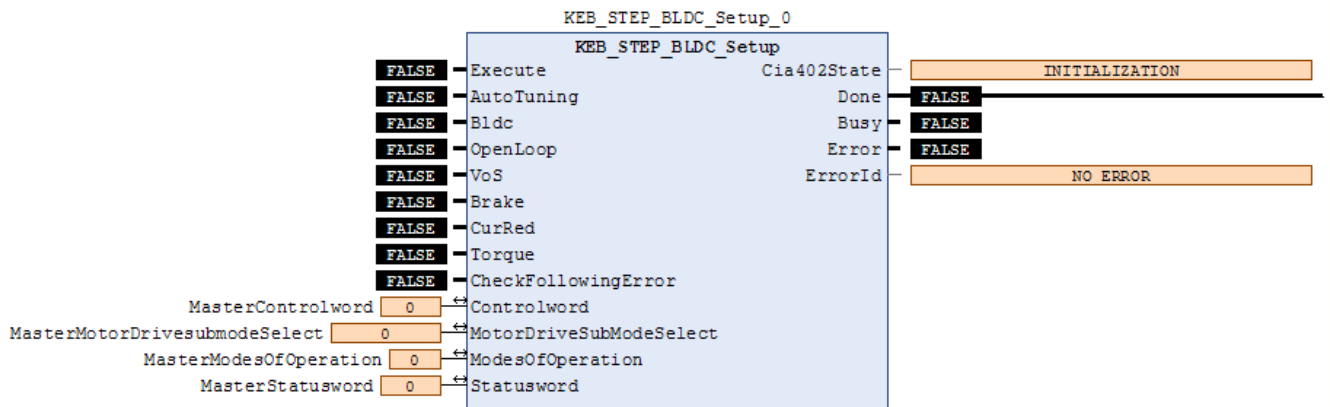 KEB_STEP_BLDC_Setup_0
KEB_STEP_BLDC_Setup
FALSE Execute Cia402State INITIALIZATION
FALSE AutoTuning Done FALSE
FALSE Bldc Busy FALSE
FALSE OpenLoop Error FALSE
FALSE VoS ErrorId NO ERROR
FALSE Brake
FALSE CurRed
FALSE Torque
FALSE CheckFollowingError
MasterControlword 0 Controlword
MasterMotorDrivesubmodeSelect 0 MotorDriveSubModeSelect
MasterModesOfOperation 0 ModesOfOperation
MasterStatusword 0 Statusword